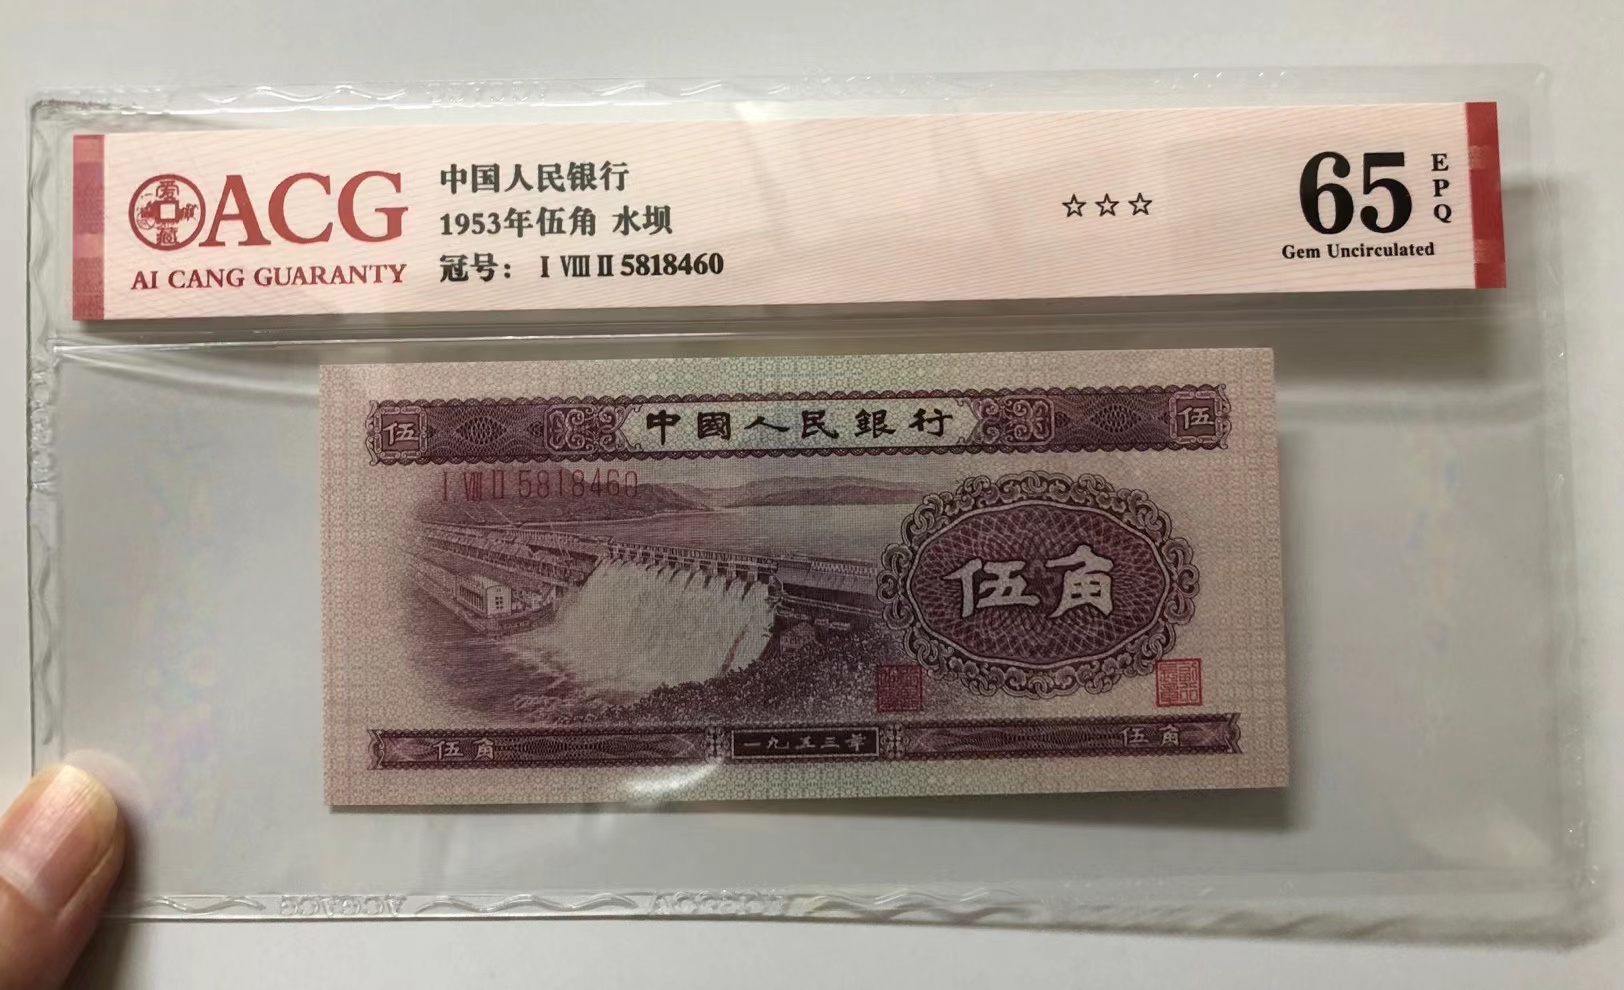 爱藏
ACG
AI CANG GUARANTY
中国人民银行
1953年伍角 水坝
冠号： I VIII II 5818460
☆☆☆
65
EPQ
Gem Uncirculated
伍 中國人民銀行 伍
I VIII II 5818460
伍角
伍角 一九五三年 伍角